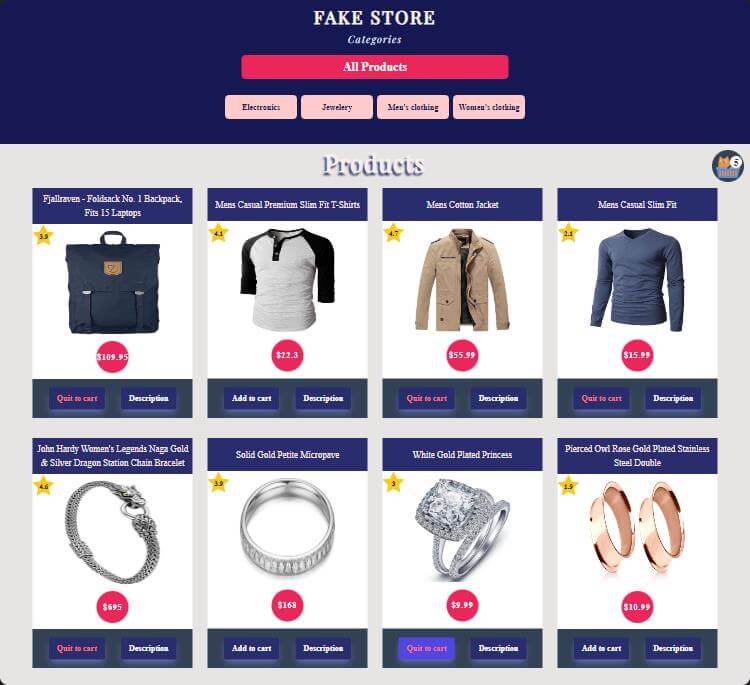 FAKE STORE
Categories
All Products
Electronics
Jewelery
Men's clothing
Women's clothing
Products
5
Fjallraven - Foldsack No. 1 Backpack,
Fits 15 Laptops
3.9
$109.95
Quit to cart
Description
Mens Casual Premium Slim Fit T-Shirts
4.1
$22.3
Add to cart
Description
Mens Cotton Jacket
4.7
$55.99
Quit to cart
Description
Mens Casual Slim Fit
2.1
$15.99
Quit to cart
Description
John Hardy Women's Legends Naga Gold
& Silver Dragon Station Chain Bracelet
4.6
$695
Quit to cart
Description
Solid Gold Petite Micropave
3.9
$168
Add to cart
Description
White Gold Plated Princess
3
$9.99
Quit to cart
Description
Pierced Owl Rose Gold Plated Stainless
Steel Double
1.9
$10.99
Add to cart
Description